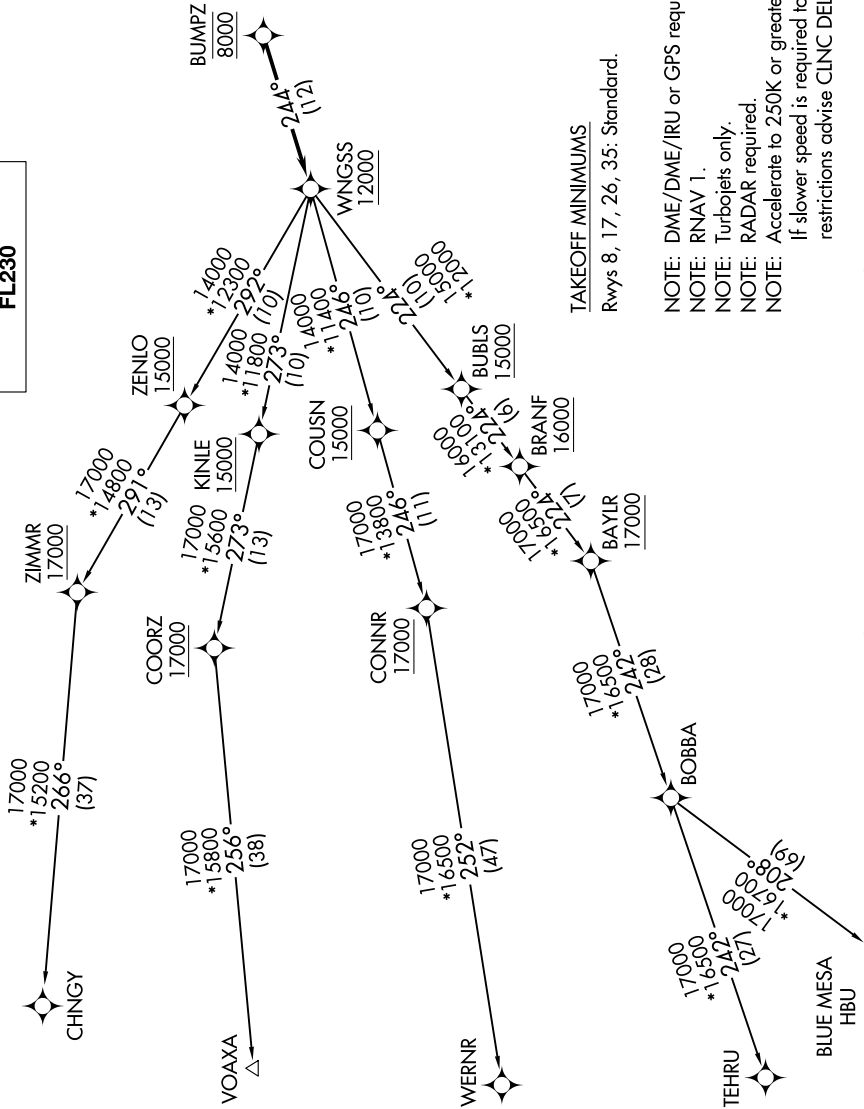 FL230
BUMPZ
8000
244°
(12)
WNGSS
12000
14000
*12300
292°
(10)
ZENLO
15000
17000
*14800
291°
(13)
ZIMMR
17000
17000
*15200
266°
(37)
CHNGY
14000
*11800
273°
(10)
KINLE
15000
17000
*15600
273°
(13)
COORZ
17000
17000
*15800
256°
(38)
VOAXA
14000
*11400
246°
(10)
COUSN
15000
17000
*13800
246°
(11)
CONNR
17000
17000
*16500
252°
(47)
WERNR
224°
(10)
15000
*12000
BUBLS
15000
16000
*13100
224°
(6)
BRANF
16000
17000
*16500
224°
(7)
BAYLR
17000
17000
*16500
242°
(28)
BOBBA
17000
*16500
242°
(27)
TEHRU
17000
*16700
208°
(69)
BLUE MESA
HBU
TAKEOFF MINIMUMS
Rwys 8, 17, 26, 35: Standard.
NOTE: DME/DME/IRU or GPS requ
NOTE: RNAV 1.
NOTE: Turbojets only.
NOTE: RADAR required.
NOTE: Accelerate to 250K or greate
If slower speed is required to
restrictions advise CLNC DEL